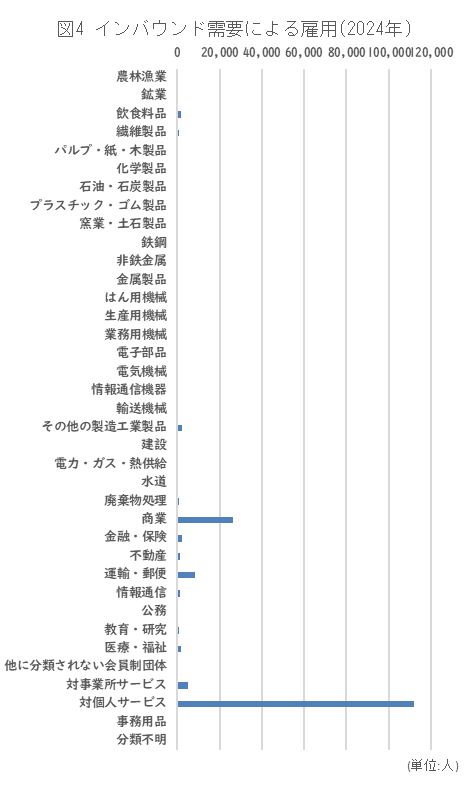 図4 インバウンド需要による雇用(2024年)
0 20,000 40,000 60,000 80,000 100,000 120,000
農林漁業
鉱業
飲食料品
繊維製品
パルプ・紙・木製品
化学製品
石油・石炭製品
プラスチック・ゴム製品
窯業・土石製品
鉄鋼
非鉄金属
金属製品
はん用機械
生産用機械
業務用機械
電子部品
電気機械
情報通信機器
輸送機械
その他の製造工業製品
建設
電力・ガス・熱供給
水道
廃棄物処理
商業
金融・保険
不動産
運輸・郵便
情報通信
公務
教育・研究
医療・福祉
他に分類されない会員制団体
対事業所サービス
対個人サービス
事務用品
分類不明
(単位:人)